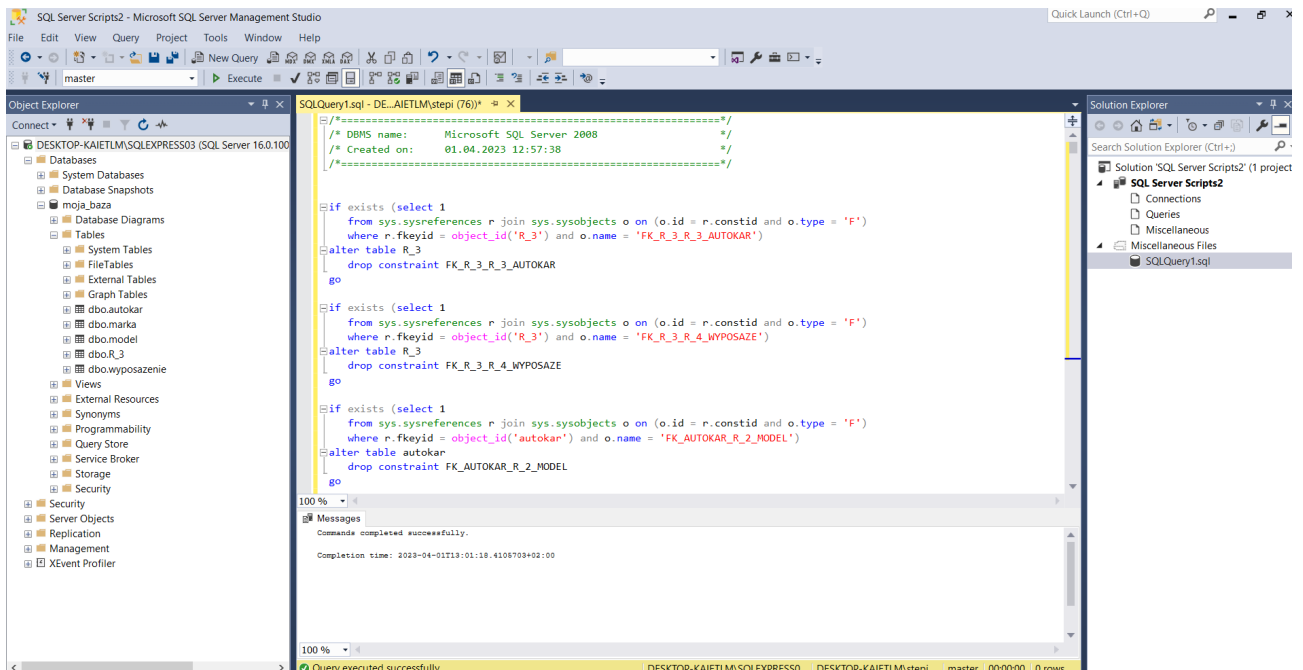 SQL Server Scripts2 - Microsoft SQL Server Management Studio
Quick Launch (Ctrl+Q)
File Edit View Query Project Tools Window Help
New Query
MDX DMX XMLA DAX
master
Execute
Object Explorer
Connect
DESKTOP-KAIETLM\SQLEXPRESS03 (SQL Server 16.0.100
Databases
System Databases
Database Snapshots
moja_baza
Database Diagrams
Tables
System Tables
FileTables
External Tables
Graph Tables
dbo.autokar
dbo.marka
dbo.model
dbo.R_3
dbo.wyposazenie
Views
External Resources
Synonyms
Programmability
Query Store
Service Broker
Storage
Security
Security
Server Objects
Replication
Management
XEvent Profiler
SQLQuery1.sql - DE...AIETLM\stepi (76))*
/*==============================================================*/
/* DBMS name:      Microsoft SQL Server 2008                    */
/* Created on:     01.04.2023 12:57:38                          */
/*==============================================================*/
if exists (select 1
from sys.sysreferences r join sys.sysobjects o on (o.id = r.constid and o.type = 'F')
where r.fkeyid = object_id('R_3') and o.name = 'FK_R_3_R_3_AUTOKAR')
alter table R_3
drop constraint FK_R_3_R_3_AUTOKAR
go
if exists (select 1
from sys.sysreferences r join sys.sysobjects o on (o.id = r.constid and o.type = 'F')
where r.fkeyid = object_id('R_3') and o.name = 'FK_R_3_R_4_WYPOSAZE')
alter table R_3
drop constraint FK_R_3_R_4_WYPOSAZE
go
if exists (select 1
from sys.sysreferences r join sys.sysobjects o on (o.id = r.constid and o.type = 'F')
where r.fkeyid = object_id('autokar') and o.name = 'FK_AUTOKAR_R_2_MODEL')
alter table autokar
drop constraint FK_AUTOKAR_R_2_MODEL
go
100 %
Messages
Commands completed successfully.
Completion time: 2023-04-01T13:01:18.4105703+02:00
100 %
Query executed successfully.
DESKTOP-KAIETLM\SQLEXPRESS0... DESKTOP-KAIETLM\stepi ... master 00:00:00 0 rows
Solution Explorer
Search Solution Explorer (Ctrl+;)
Solution 'SQL Server Scripts2' (1 project
SQL Server Scripts2
Connections
Queries
Miscellaneous
Miscellaneous Files
SQLQuery1.sql